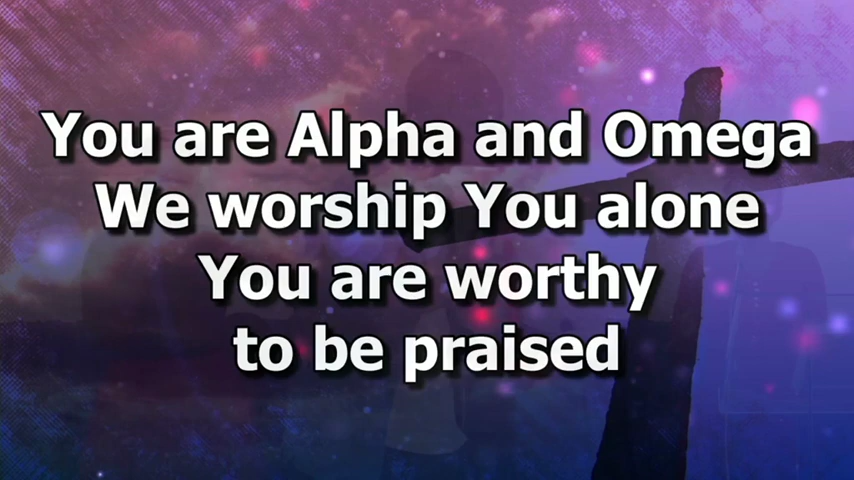 You are Alpha and Omega
We worship You alone
You are worthy
to be praised